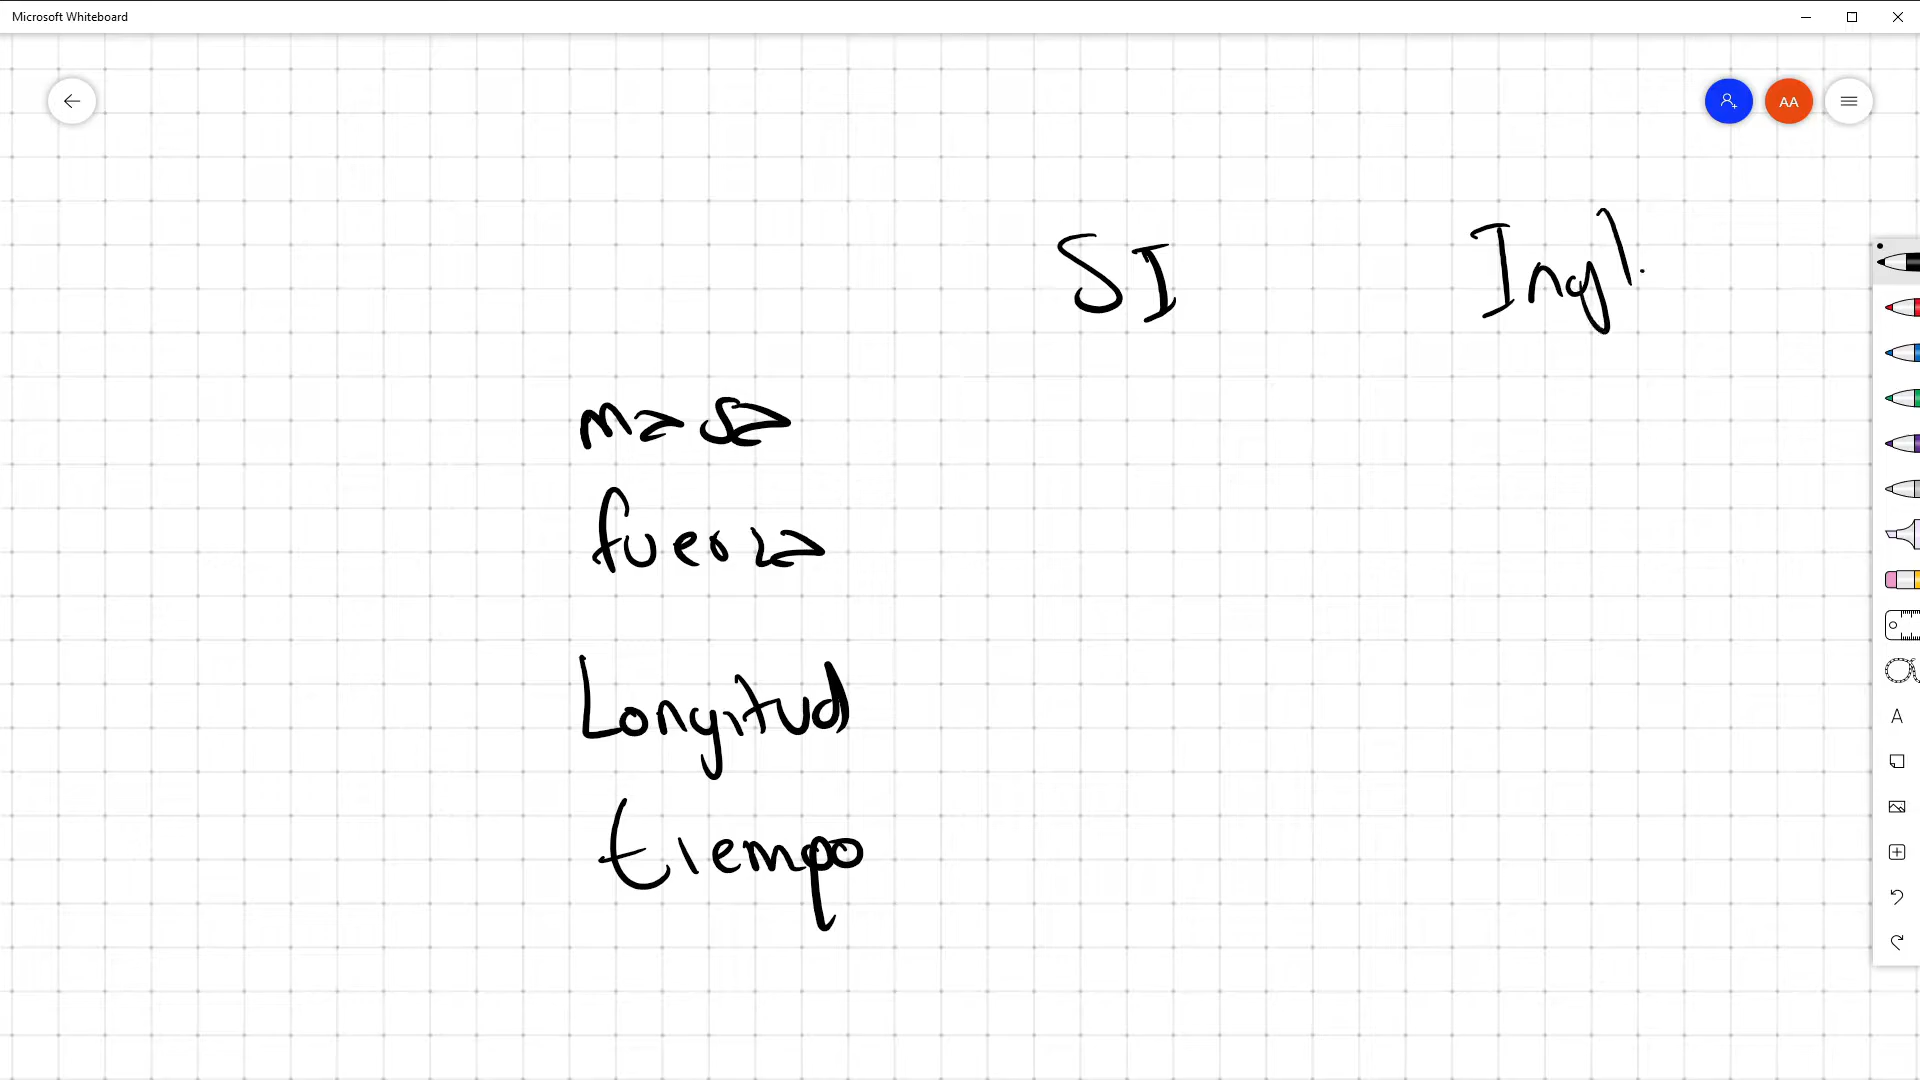 Microsoft Whiteboard
AA
SI Ingl.
masa
fuerza
Longitud
tiempo
A